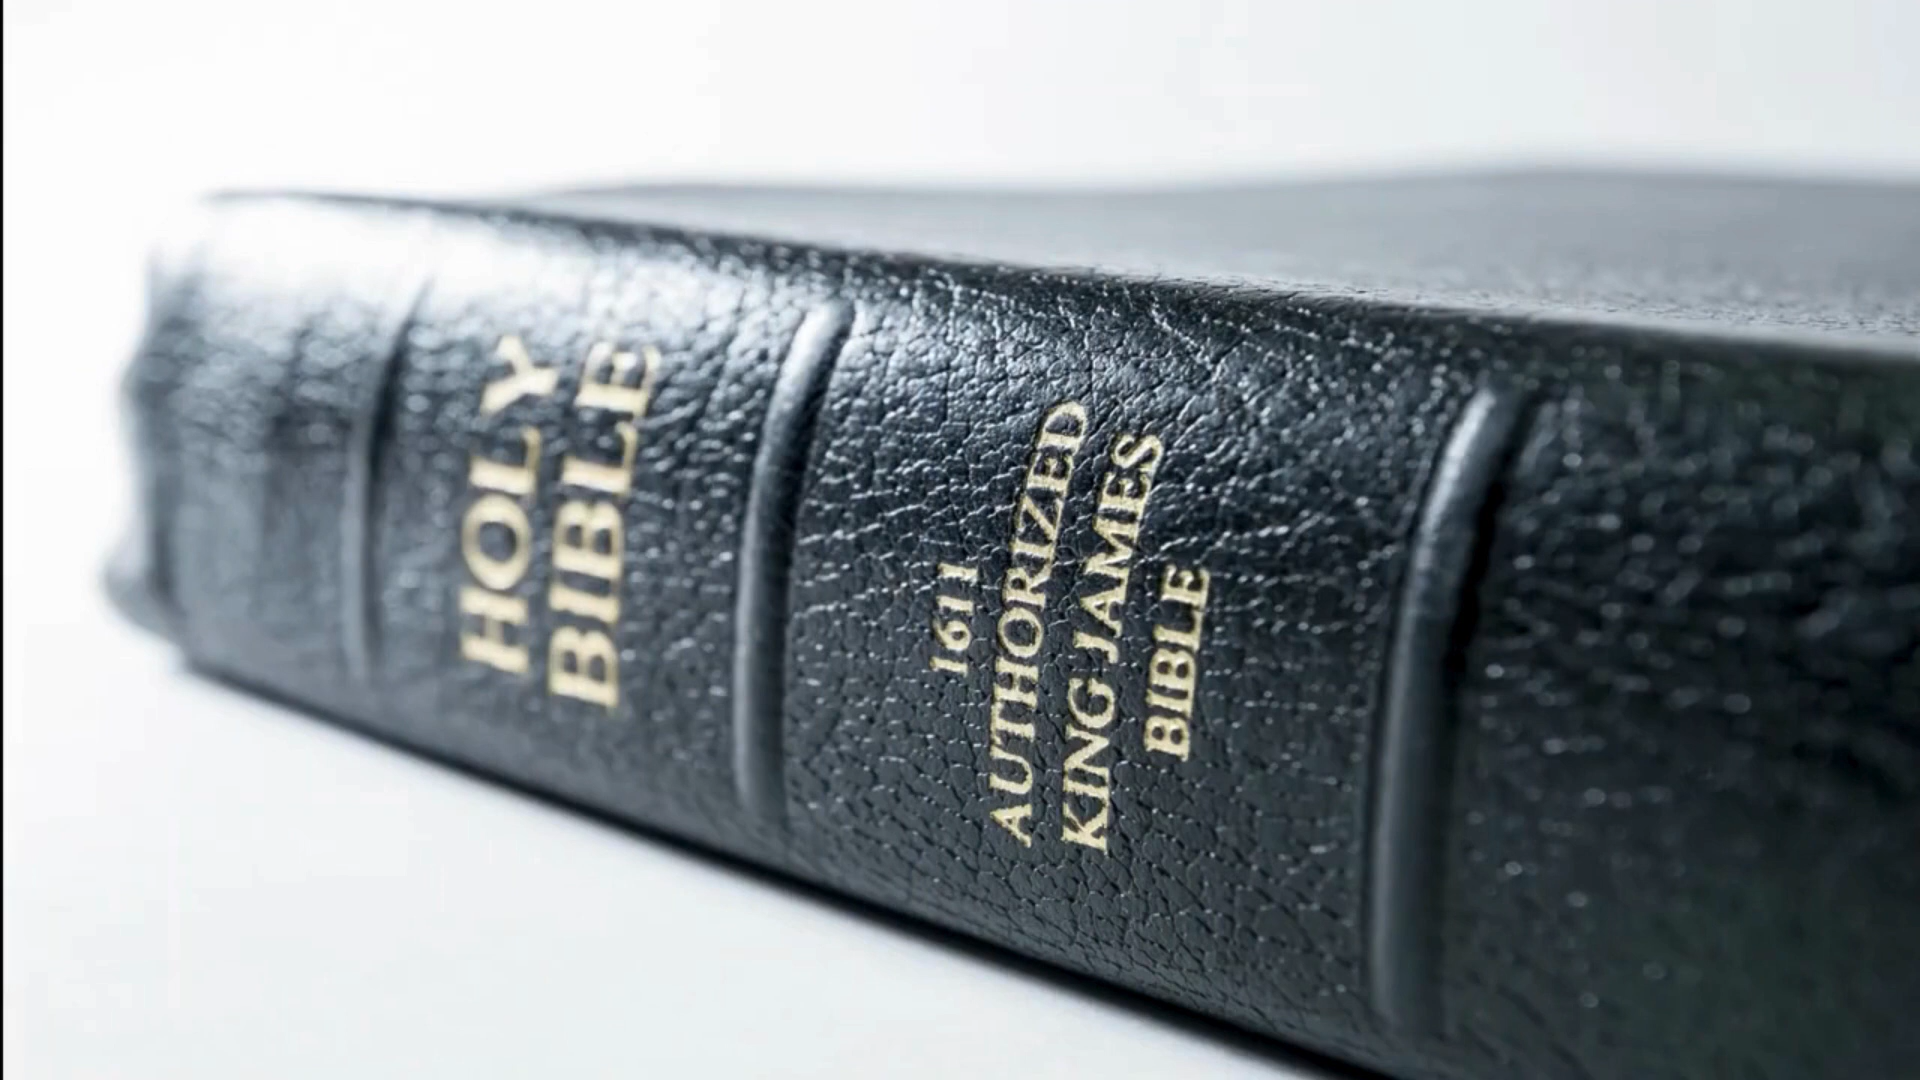 HOLY
BIBLE
1611
AUTHORIZED
KING JAMES
BIBLE